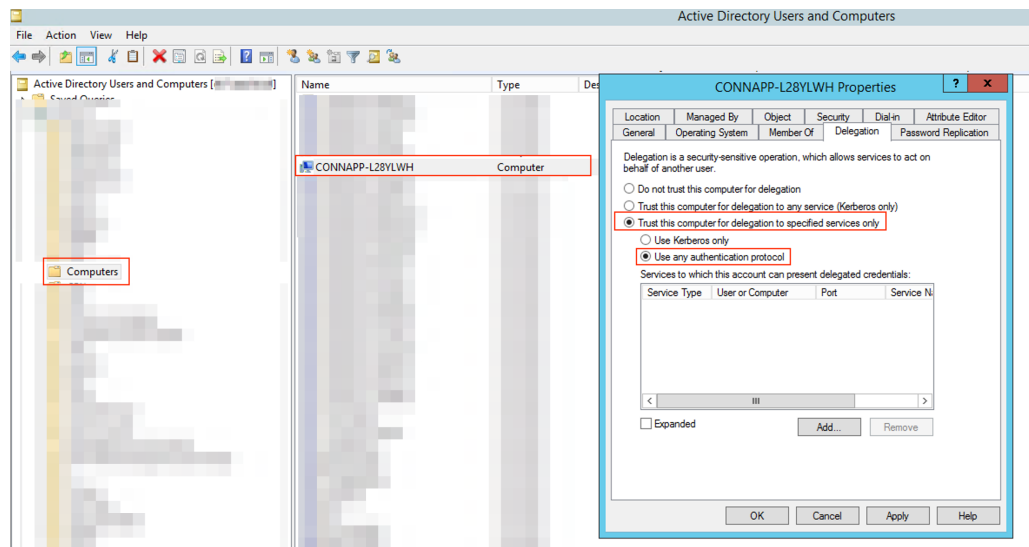 Active Directory Users and Computers
File Action View Help
Active Directory Users and Computers [ ]
Saved Queries
Computers
Name Type Des
CONNAPP-L28YLWH Computer
CONNAPP-L28YLWH Properties ? x
Location Managed By Object Security Dial-in Attribute Editor
General Operating System Member Of Delegation Password Replication
Delegation is a security-sensitive operation, which allows services to act on
behalf of another user.
Do not trust this computer for delegation
Trust this computer for delegation to any service (Kerberos only)
Trust this computer for delegation to specified services only
Use Kerberos only
Use any authentication protocol
Services to which this account can present delegated credentials:
Service Type User or Computer Port Service Na
Expanded
Add... Remove
OK Cancel Apply Help